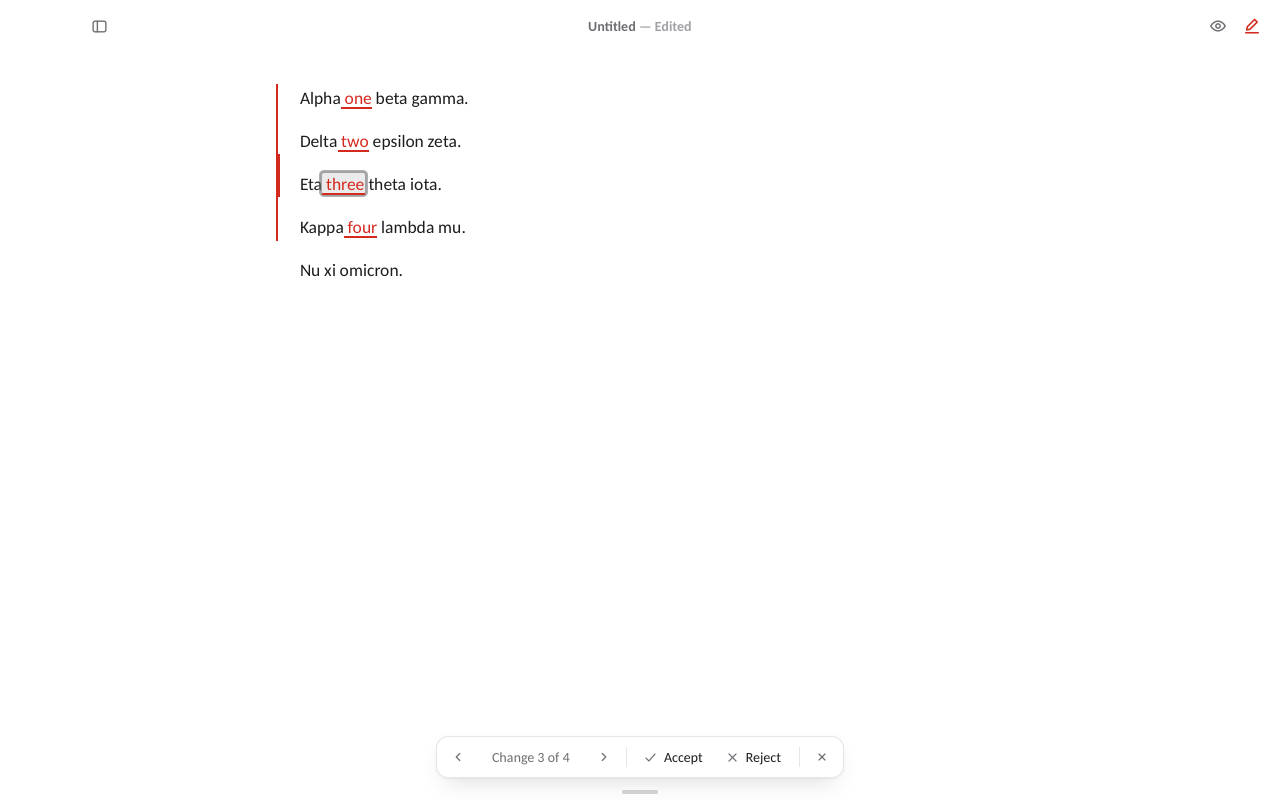 Untitled — Edited
Alpha one beta gamma.
Delta two epsilon zeta.
Eta three theta iota.
Kappa four lambda mu.
Nu xi omicron.
Change 3 of 4 Accept Reject